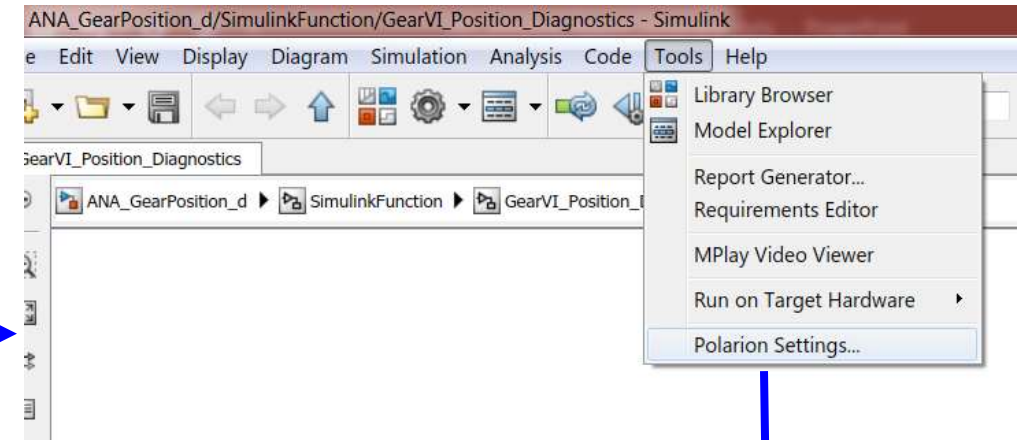 ANA_GearPosition_d/SimulinkFunction/GearVI_Position_Diagnostics - Simulink
e Edit View Display Diagram Simulation Analysis Code Tools Help
Library Browser
Model Explorer
GearVI_Position_Diagnostics
Report Generator...
ANA_GearPosition_d SimulinkFunction GearVI_Position_D
Requirements Editor
MPlay Video Viewer
Run on Target Hardware
Polarion Settings...